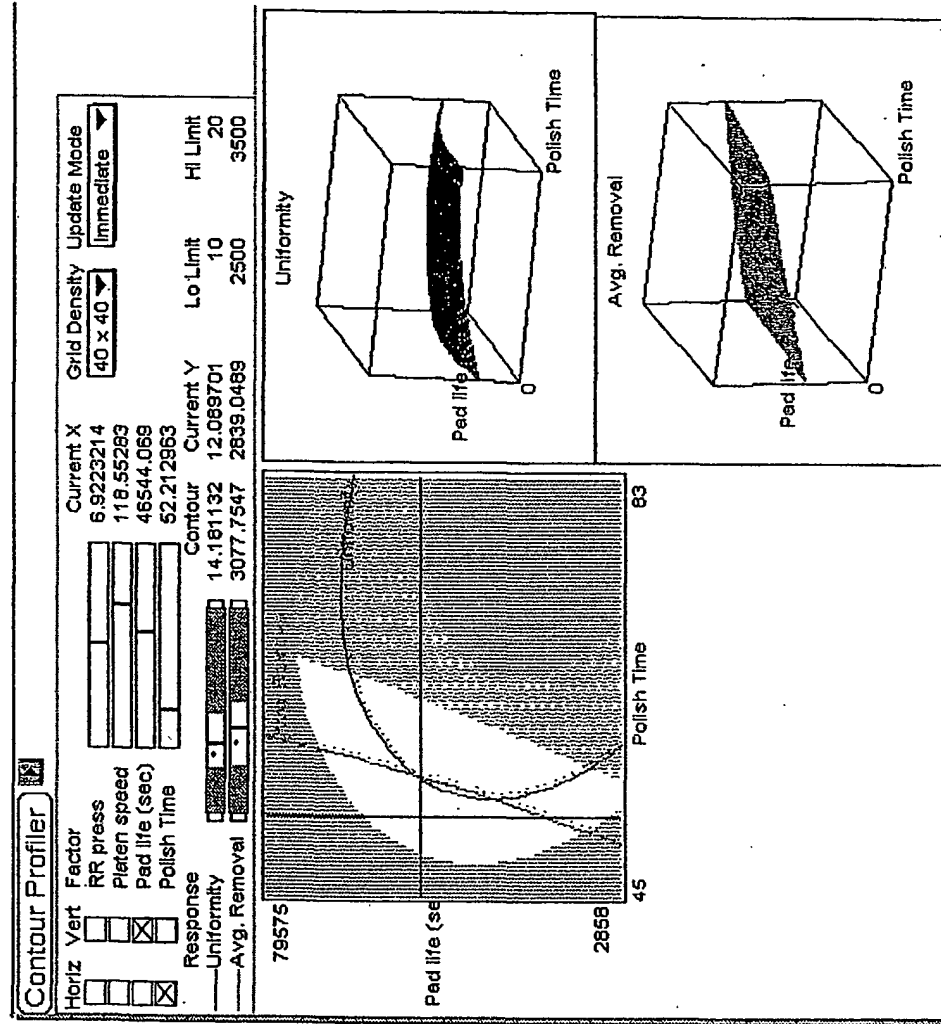 Contour Profiler
Horiz Vert Factor Current X Grid Density Update Mode
RR press 6.9223214 40 x 40 Immediate
Platen speed 118.55283
Pad life (sec) 46544.069
Polish Time 52.212963
Response Contour Current Y Lo Limit Hi Limit
Uniformity 14.181132 12.089701 10 20
Avg. Removal 3077.7547 2839.0489 2500 3500
79575
Pad life (se
2858
45 Polish Time 83
Uniformity
Pad life
0
Polish Time
Avg. Removal
Pad life
0
Polish Time